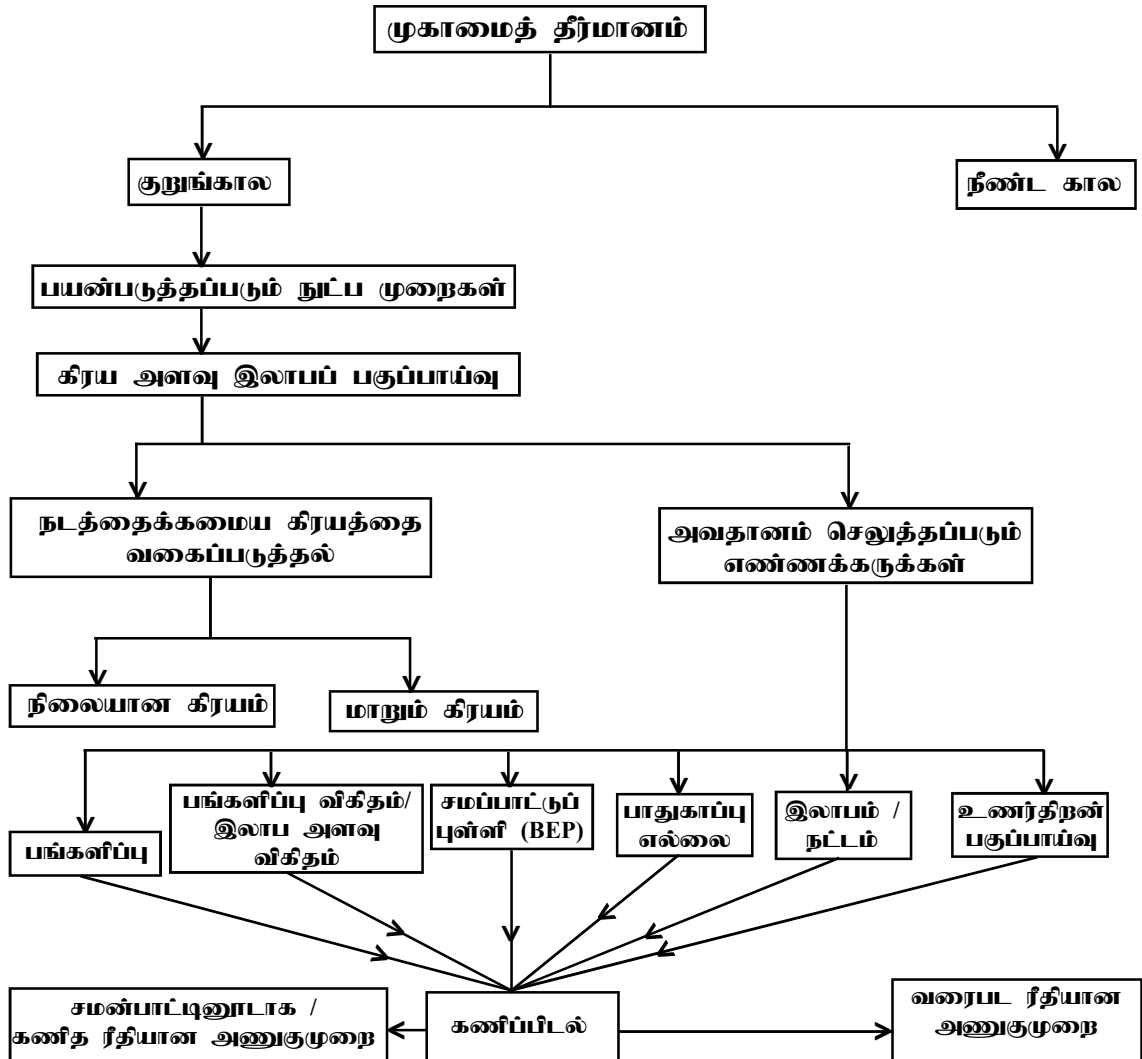 முகாமைத் தீர்மானம்
குறுங்கால
நீண்ட கால
பயன்படுத்தப்படும் நுட்ப முறைகள்
கிரய அளவு இலாபப் பகுப்பாய்வு
நடத்தைக்கமைய கிரயத்தை
வகைப்படுத்தல்
அவதானம் செலுத்தப்படும்
எண்ணக்கருக்கள்
நிலையான கிரயம்
மாறும் கிரயம்
பங்களிப்பு
பங்களிப்பு விகிதம்/
இலாப அளவு
விகிதம்
சமப்பாட்டுப்
புள்ளி (BEP)
பாதுகாப்பு
எல்லை
இலாபம் /
நட்டம்
உணர்திறன்
பகுப்பாய்வு
சமன்பாட்டினூடாக /
கணித ரீதியான அணுகுமுறை
கணிப்பிடல்
வரைபட ரீதியான
அணுகுமுறை